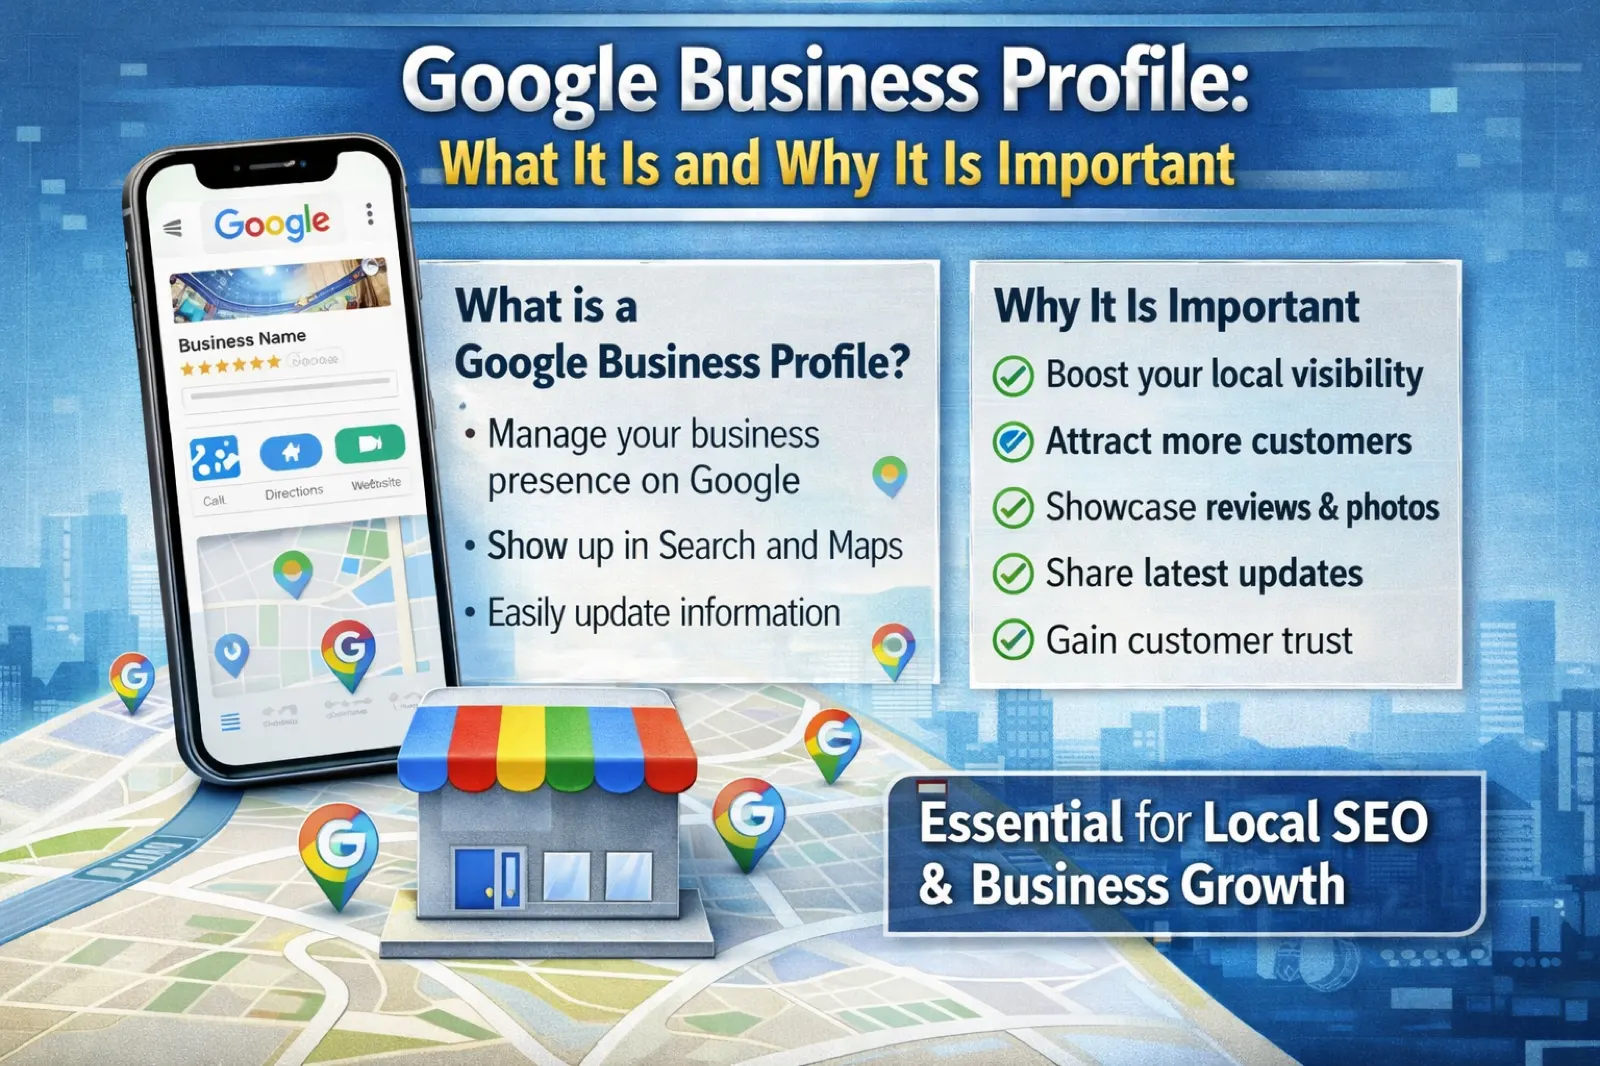 Google Business Profile:
What It Is and Why It Is Important
Google
Business Name
Call
Directions
Website
What is a
Google Business Profile?
• Manage your business
presence on Google
• Show up in Search and Maps
• Easily update information
Why It Is Important
Boost your local visibility
Attract more customers
Showcase reviews & photos
Share latest updates
Gain customer trust
G
G
G
G
G
Essential for Local SEO
& Business Growth